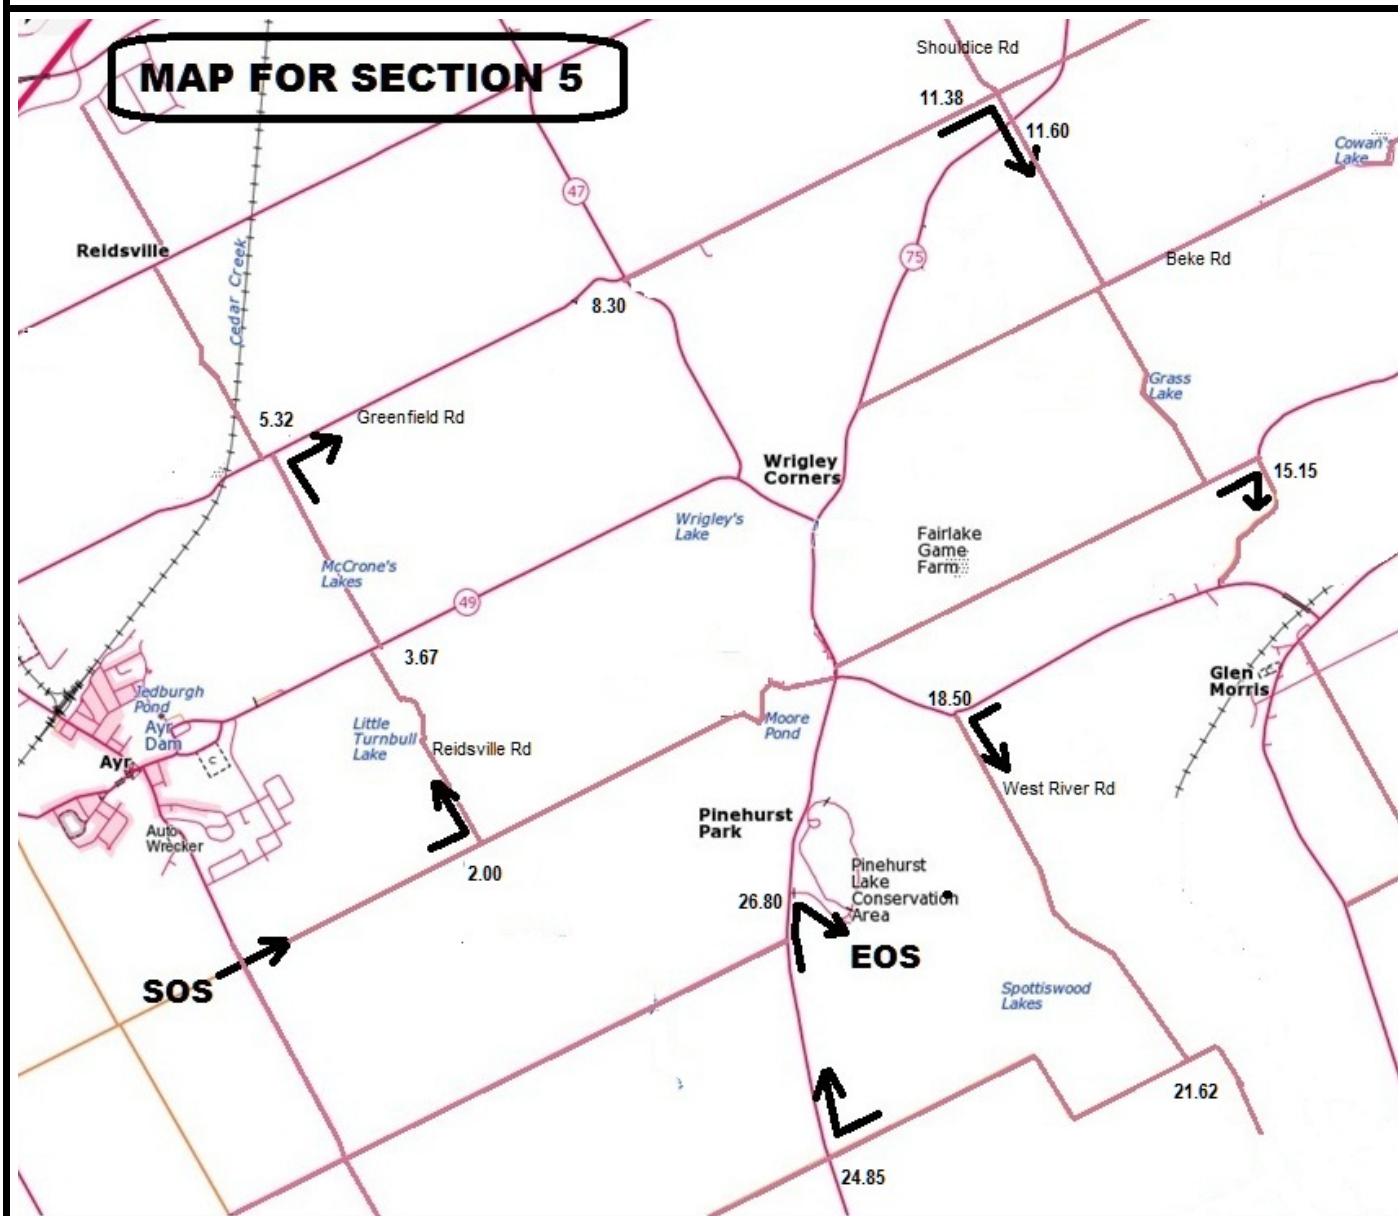 MAP FOR SECTION 5
Shouldice Rd
11.38
11.60
Cowan's
Lake
47
Reidsville
Cedar Creek
75
Beke Rd
8.30
Grass
Lake
5.32
Greenfield Rd
Wrigley
Corners
15.15
Wrigley's
Lake
Fairlake
Game
Farm
McCrone's
Lakes
49
3.67
Glen
Morris
Jedburgh
Pond
Ayr
Dam
18.50
Little
Turnbull
Lake
Moore
Pond
Reidsville Rd
Ayr
C
West River Rd
Pinehurst
Park
Auto
Wrecker
2.00
Pinehurst
Lake
Conservation
Area
26.80
EOS
SOS
Spottiswood
Lakes
21.62
24.85